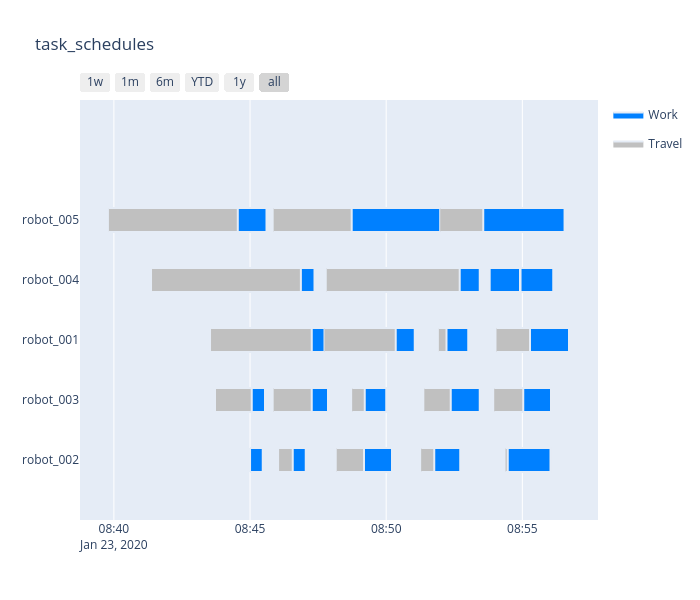 task_schedules
1w 1m 6m YTD 1y all
Work
Travel
robot_005
robot_004
robot_001
robot_003
robot_002
08:40 08:45 08:50 08:55
Jan 23, 2020